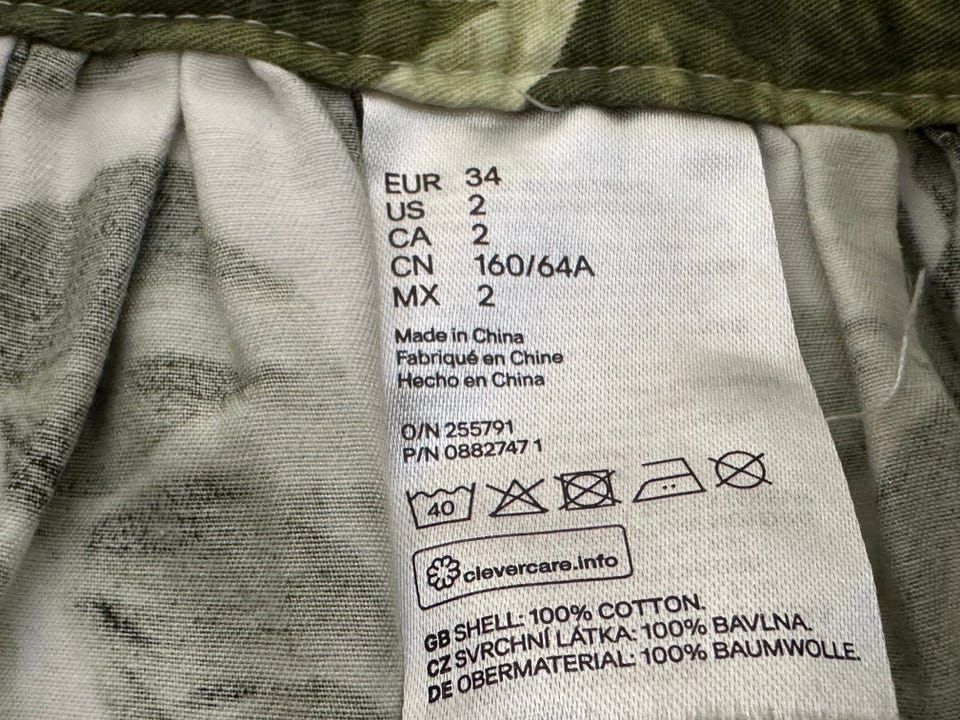 EUR 34
US 2
CA 2
CN 160/64A
MX 2
Made in China
Fabriqué en Chine
Hecho en China
O/N 255791
P/N 0882747 1
40
clevercare.info
GB SHELL: 100% COTTON.
CZ SVRCHNÍ LÁTKA: 100% BAVLNA.
DE OBERMATERIAL: 100% BAUMWOLLE.